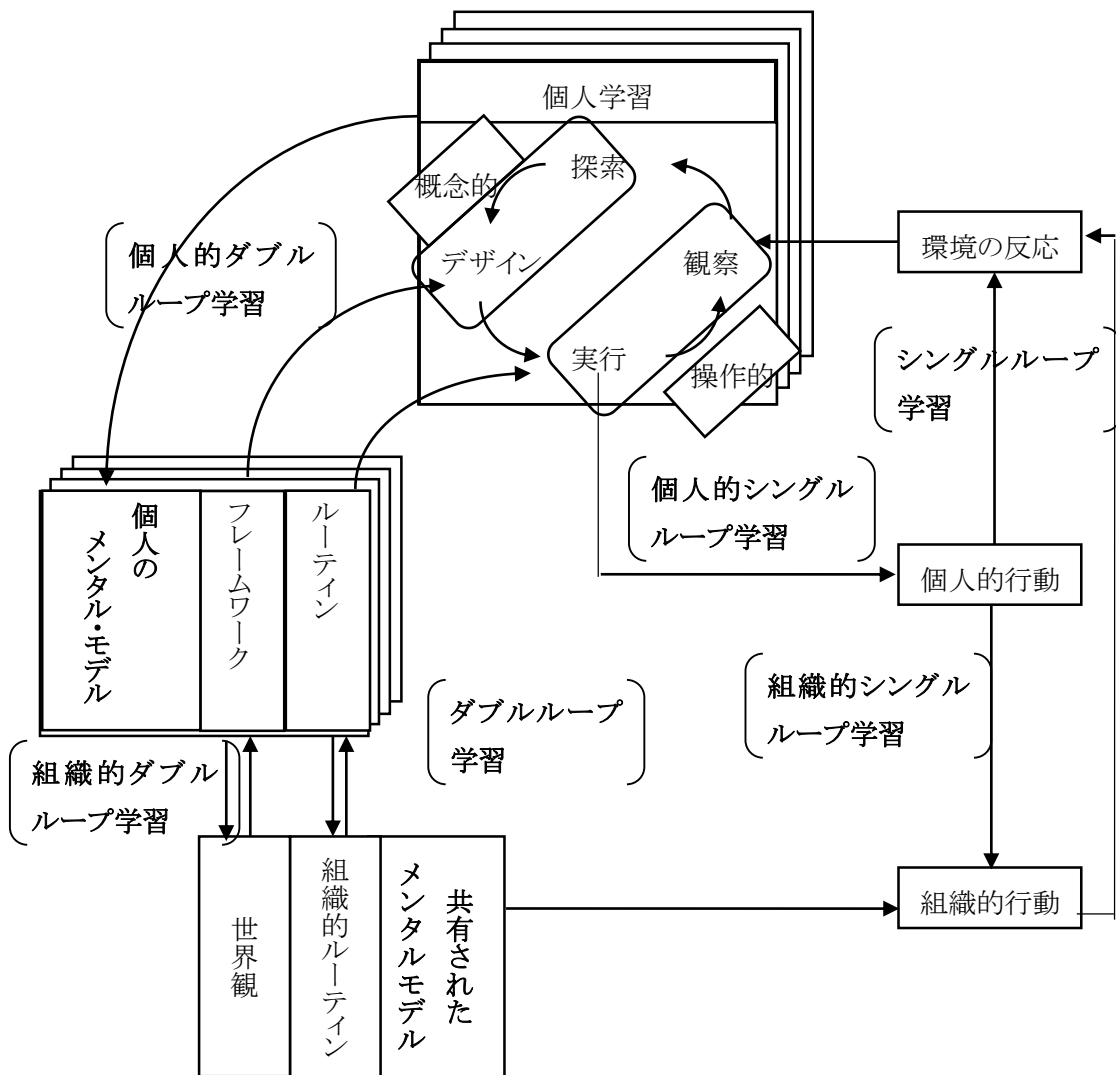 個人学習
概念的
探索
デザイン
観察
実行
操作的
環境の反応
個人的ダブル
ループ学習
シングルループ
学習
個人的シングル
ループ学習
個人的行動
個人の
メンタル・モデル
フレームワーク
ルーティン
ダブルループ
学習
組織的シングル
ループ学習
組織的ダブル
ループ学習
世界観
組織的ルーティン
共有された
メンタルモデル
組織的行動